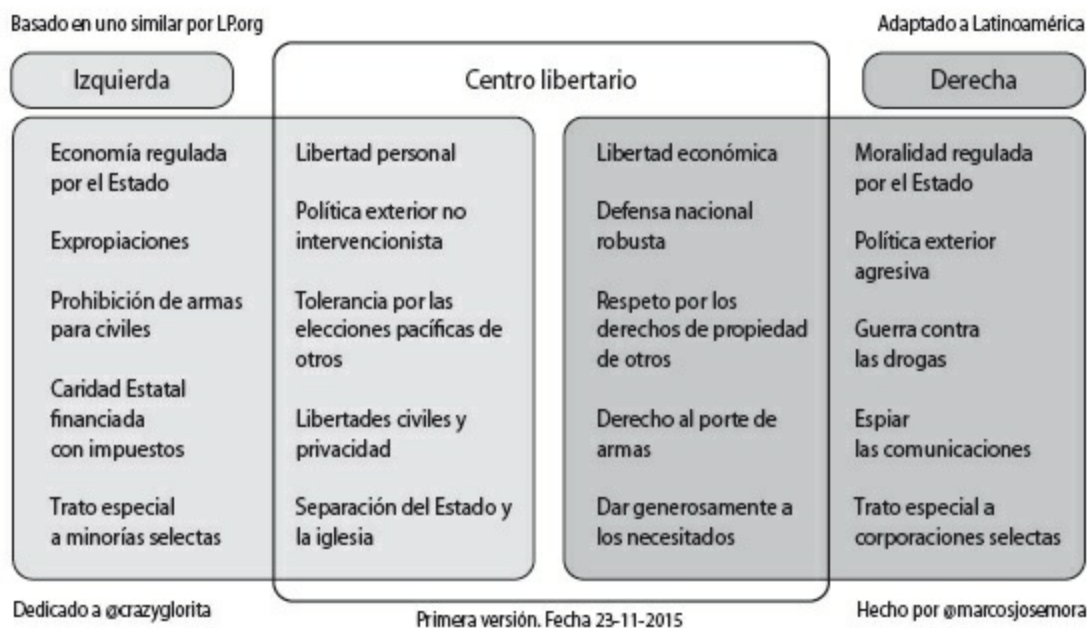 Basado en uno similar por LP.org
Adaptado a Latinoamérica
Izquierda
Centro libertario
Derecha
Economía regulada
por el Estado
Expropiaciones
Prohibición de armas
para civiles
Caridad Estatal
financiada
con impuestos
Trato especial
a minorías selectas
Libertad personal
Política exterior no
intervencionista
Tolerancia por las
elecciones pacíficas de
otros
Libertades civiles y
privacidad
Separación del Estado y
la iglesia
Libertad económica
Defensa nacional
robusta
Respeto por los
derechos de propiedad
de otros
Derecho al porte de
armas
Dar generosamente a
los necesitados
Moralidad regulada
por el Estado
Política exterior
agresiva
Guerra contra
las drogas
Espiar
las comunicaciones
Trato especial a
corporaciones selectas
Dedicado a @crazyglorita
Primera versión. Fecha 23-11-2015
Hecho por @marcosjosemora